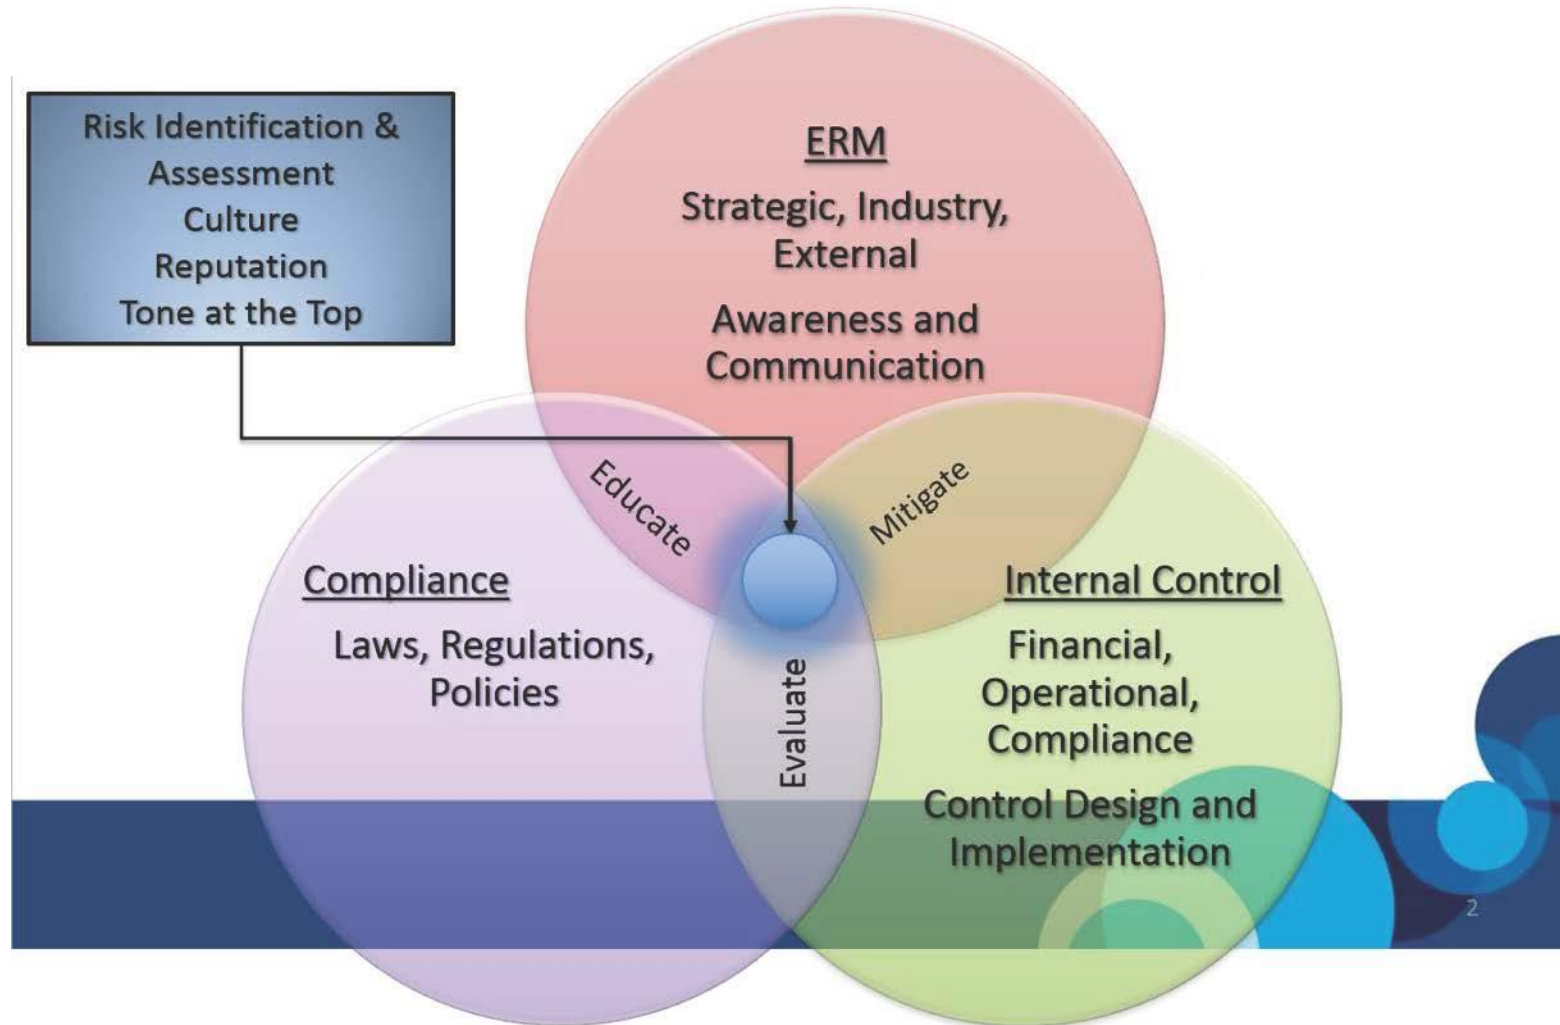 Risk Identification &
Assessment
Culture
Reputation
Tone at the Top
ERM
Strategic, Industry,
External
Awareness and
Communication
Educate
Mitigate
Compliance
Laws, Regulations,
Policies
Evaluate
Internal Control
Financial,
Operational,
Compliance
Control Design and
Implementation
2